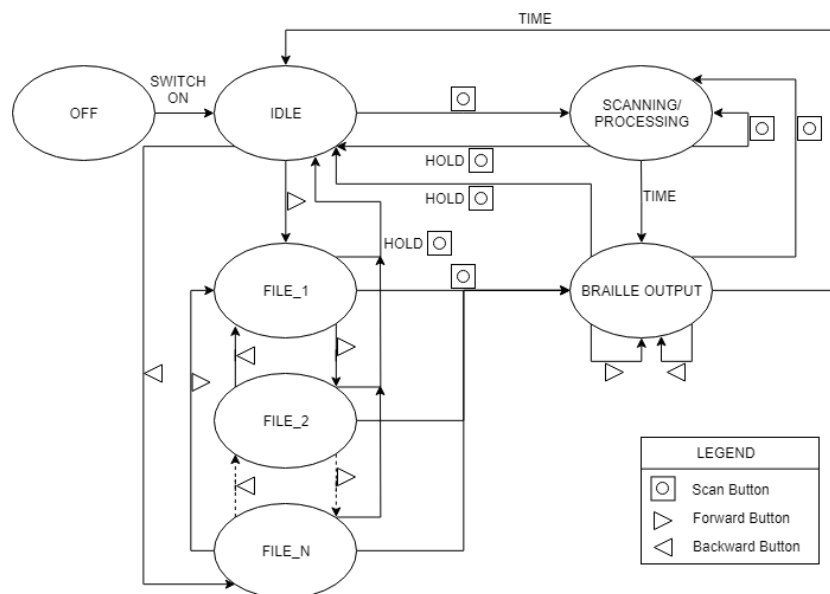 TIME
SWITCH
ON
OFF
IDLE
SCANNING/
PROCESSING
HOLD
HOLD
TIME
HOLD
FILE_1
BRAILLE OUTPUT
FILE_2
FILE_N
LEGEND
Scan Button
Forward Button
Backward Button